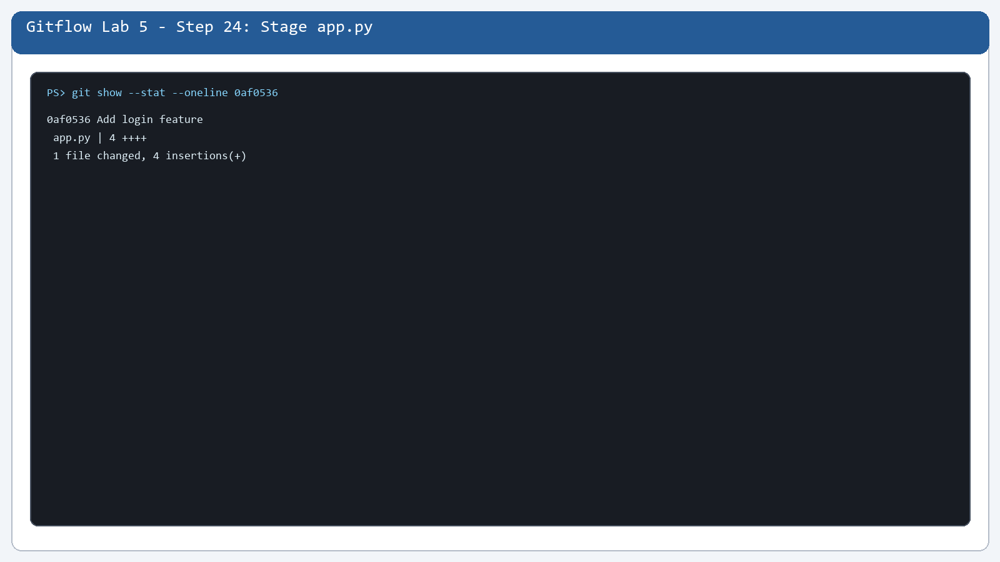 Gitflow Lab 5 - Step 24: Stage app.py
PS> git show --stat --oneline 0af0536
0af0536 Add login feature
 app.py | 4 ++++
 1 file changed, 4 insertions(+)